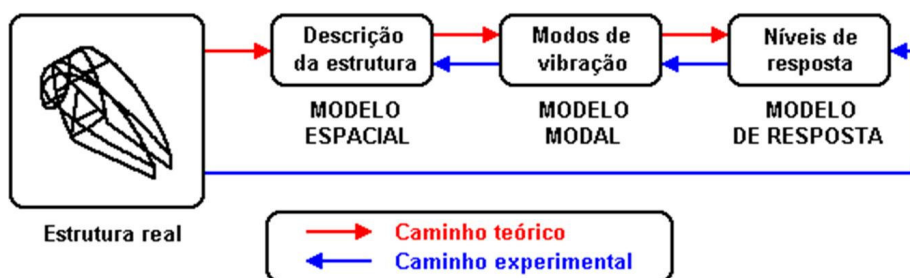 Descrição
da estrutura
Modos de
vibração
Níveis de
resposta
MODELO
ESPACIAL
MODELO
MODAL
MODELO
DE RESPOSTA
Estrutura real
Caminho teórico
Caminho experimental